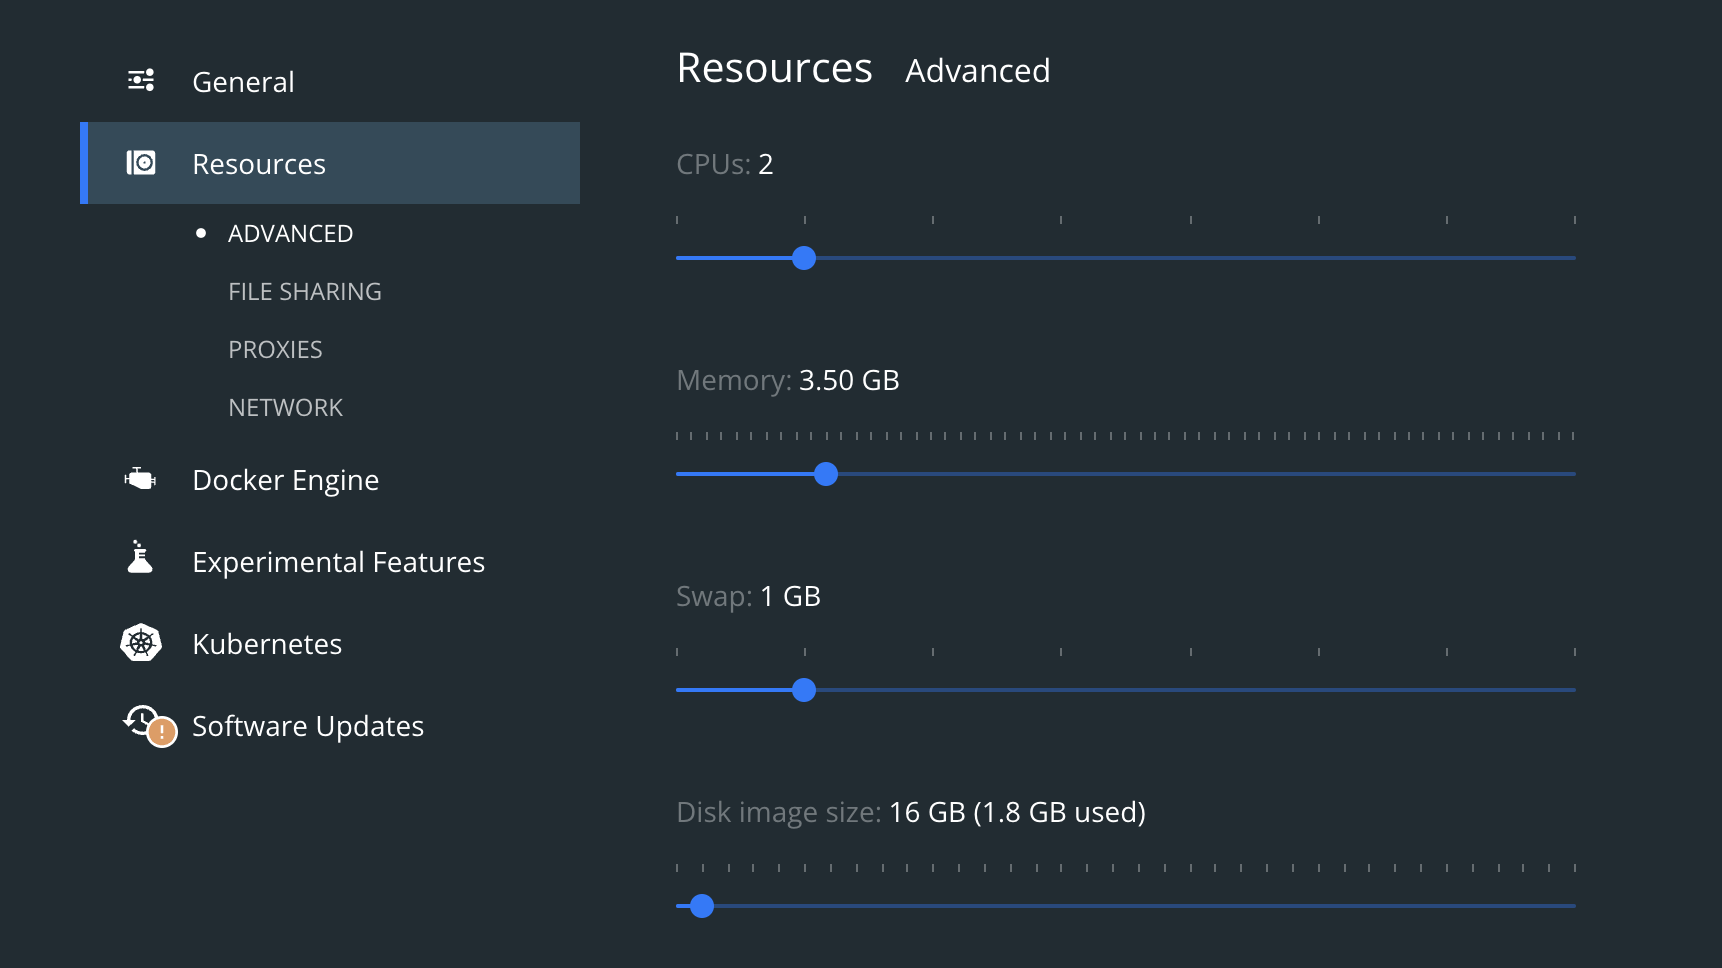 General
Resources
ADVANCED
FILE SHARING
PROXIES
NETWORK
Docker Engine
Experimental Features
Kubernetes
Software Updates
Resources Advanced
CPUs: 2
Memory: 3.50 GB
Swap: 1 GB
Disk image size: 16 GB (1.8 GB used)